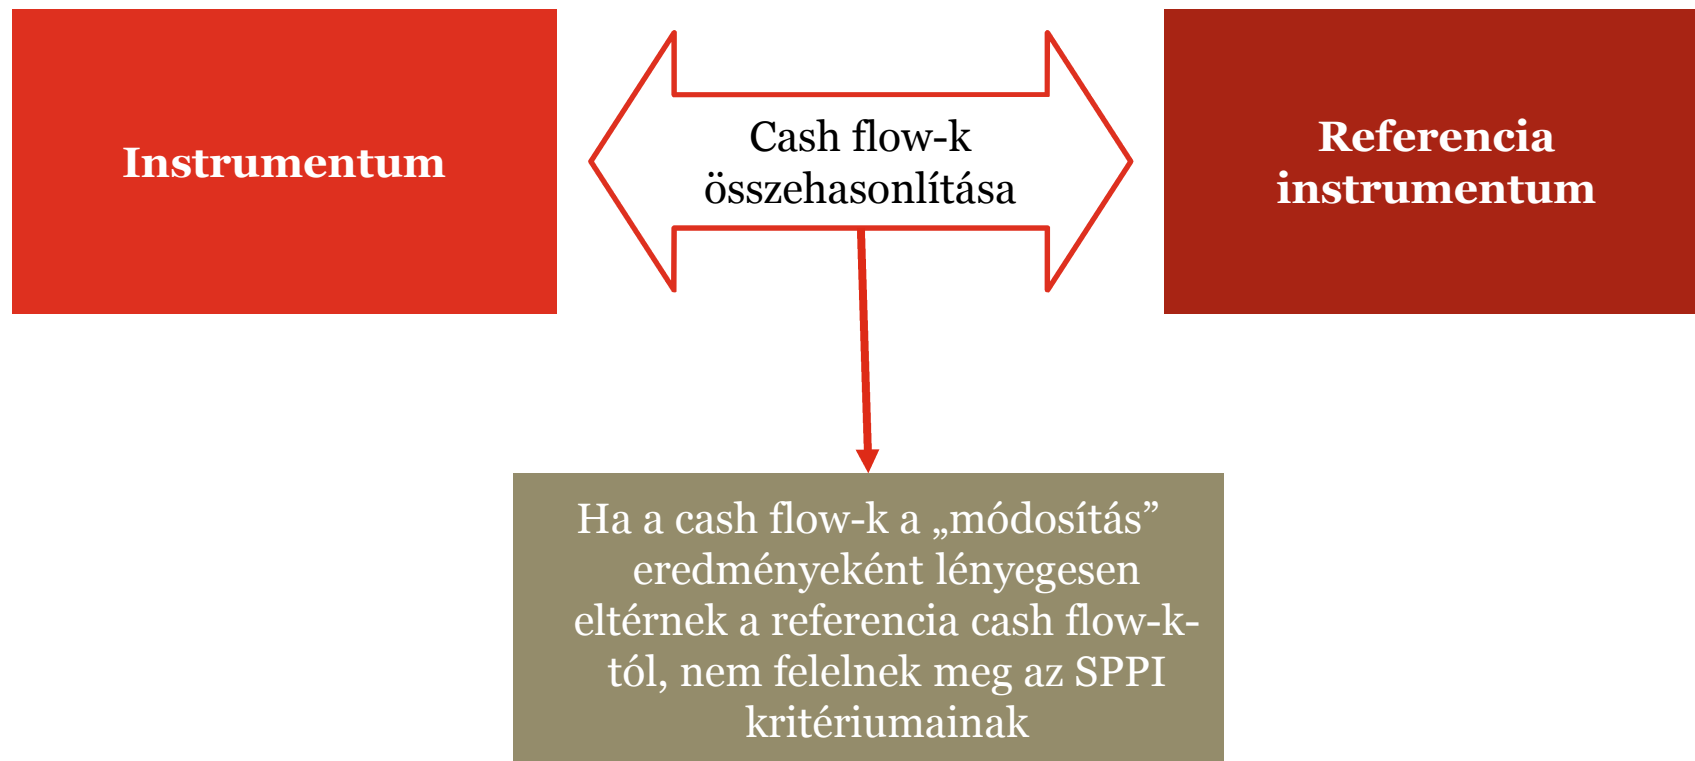 Instrumentum
Cash flow-k
összehasonlítása
Referencia
instrumentum
Ha a cash flow-k a „módosítás”
eredményeként lényegesen
eltérnek a referencia cash flow-k-
tól, nem felelnek meg az SPPI
kritériumainak